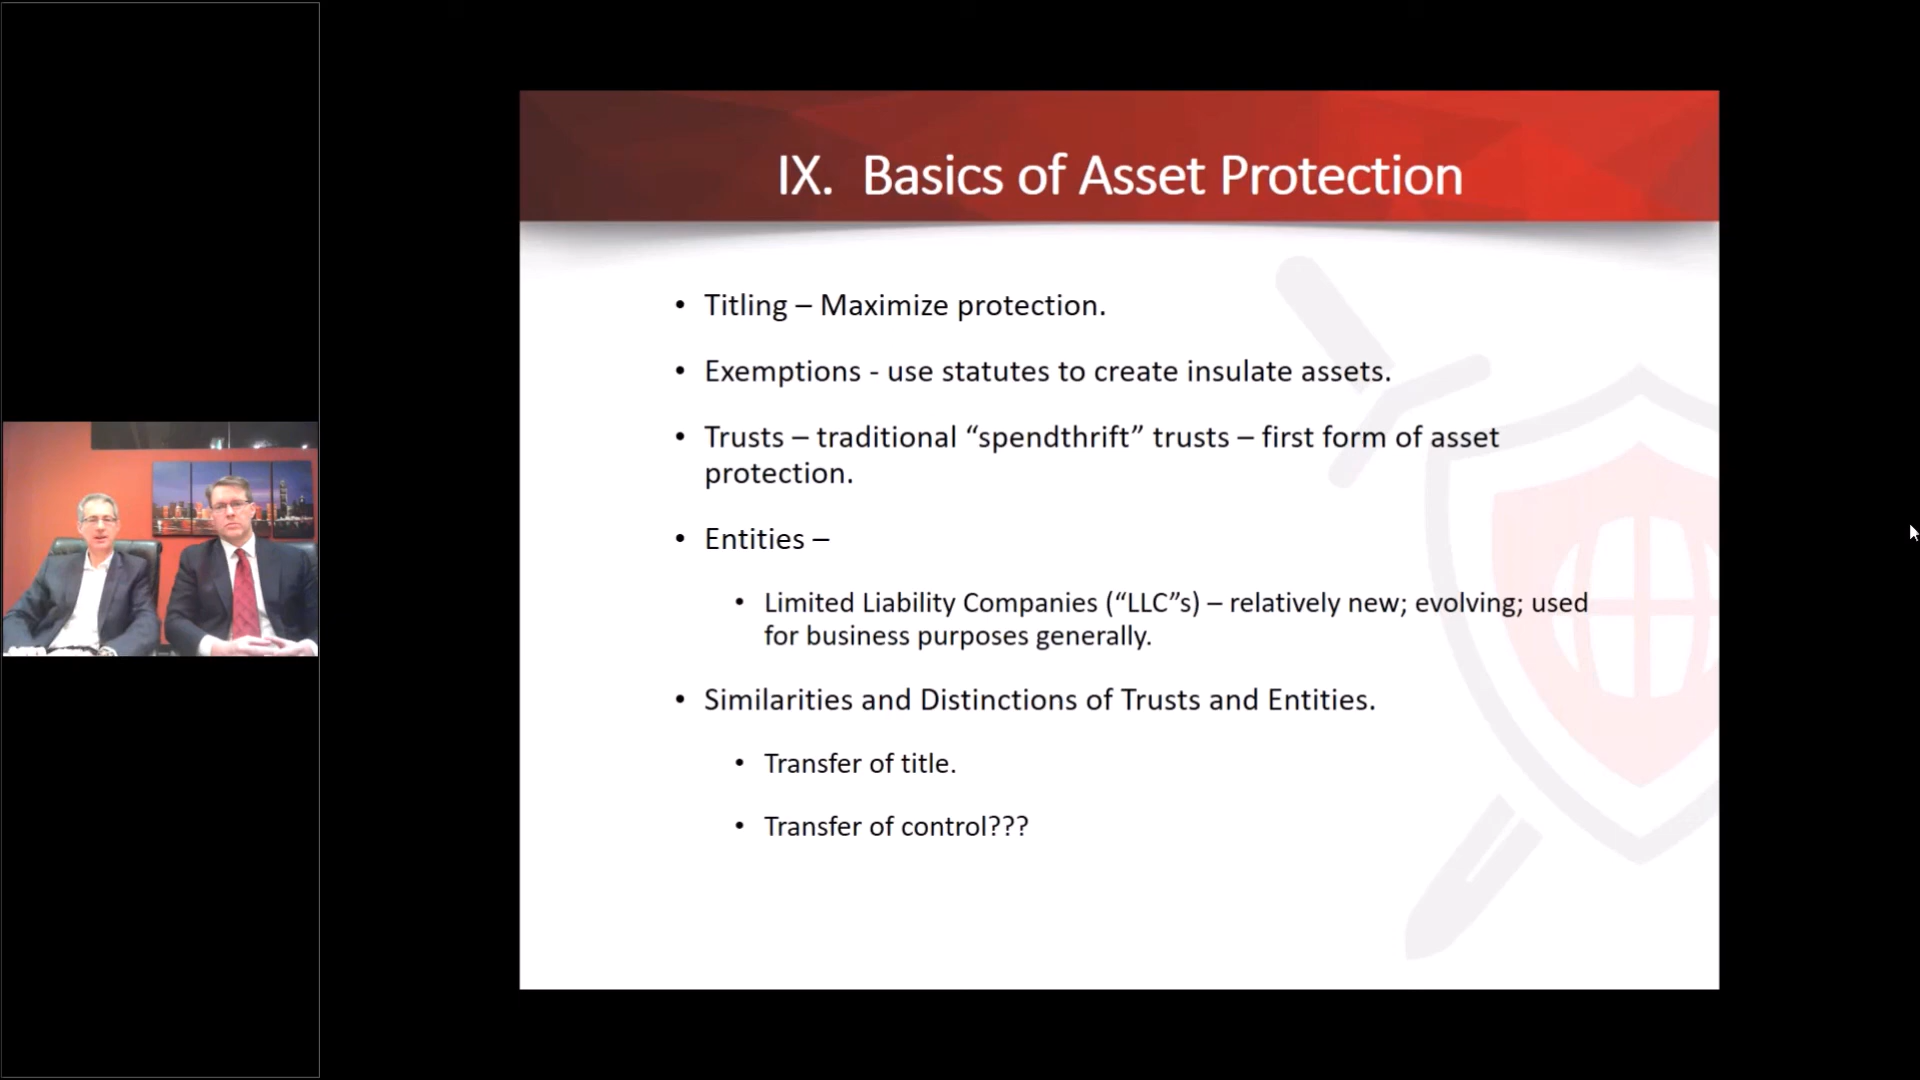 IX. Basics of Asset Protection
• Titling – Maximize protection.
• Exemptions - use statutes to create insulate assets.
• Trusts – traditional “spendthrift” trusts – first form of asset
protection.
• Entities –
• Limited Liability Companies (“LLC”s) – relatively new; evolving; used
for business purposes generally.
• Similarities and Distinctions of Trusts and Entities.
• Transfer of title.
• Transfer of control???